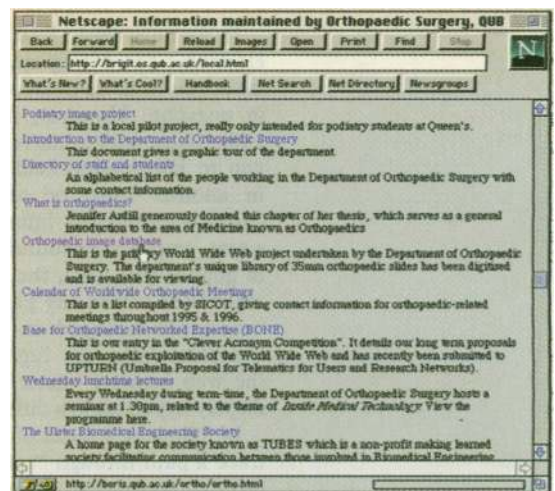 Netscape: Information maintained by Orthopaedic Surgery, QUB
Back Forward Home Reload Images Open Print Find Stop
N
Location: http://brigit.os.qub.ac.uk/local.html
What's New? What's Cool? Handbook Net Search Net Directory Newsgroups
Podiatry image project
This is a local pilot project, really only intended for podiatry students at Queen's.
Introduction to the Department of Orthopaedic Surgery
This document gives a graphic tour of the department.
Directory of staff and students
An alphabetical list of the people working in the Department of Orthopaedic Surgery with
some contact information.
What is orthopaedics?
Jennifer generously donated this chapter of her thesis, which serves as a general
introduction to the area of Medicine known as Orthopaedics
Orthopaedic image database
This is the primary World Wide Web project undertaken by the Department of Orthopaedic
Surgery. The department's unique library of 35mm orthopaedic slides has been digitised
and is available for viewing.
Calendar of Worldwide Orthopaedic Meetings
This is a list compiled by SICOT, giving contact information for orthopaedic-related
meetings throughout 1995 & 1996.
Base for Orthopaedic Networked Expertise (BONE)
This is our entry in the "Clever Acronym Competition". It details our long term proposals
for orthopaedic exploitation of the World Wide Web and has recently been submitted to
UPTURN (Umbrella Proposal for Telematics for Users and Research Networks).
Wednesday lunchtime lectures
Every Wednesday during term-time, the Department of Orthopaedic Surgery hosts a
seminar at 1.30pm, related to the theme of Inside Medical Technology. View the
programme here.
The Ulster Biomedical Engineering Society
A home page for the society known as TUBES which is a non-profit making learned
society facilitating communication between those involved in Biomedical Engineering
http://boris.qub.ac.uk/ortho/ortho.html